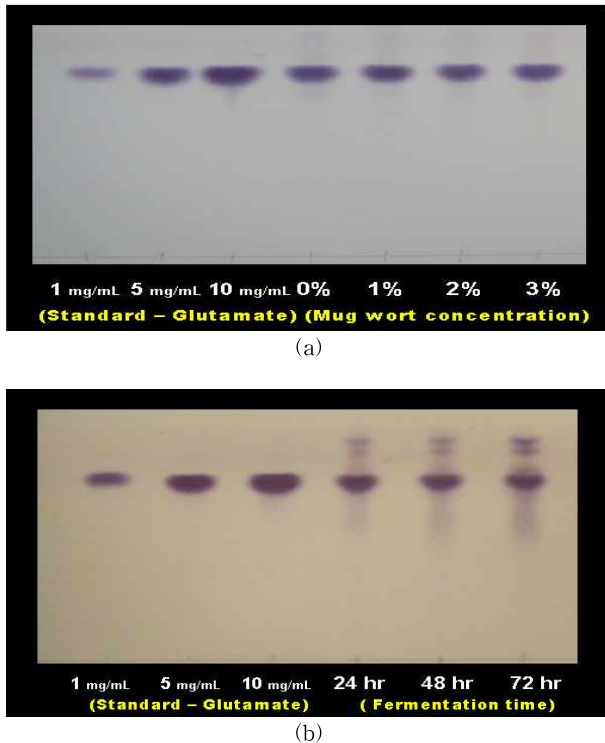 1 mg/mL 5 mg/mL 10 mg/mL 0% 1% 2% 3%
(Standard – Glutamate) (Mug wort concentration)
(a)
1 mg/mL 5 mg/mL 10 mg/mL 24 hr 48 hr 72 hr
(Standard – Glutamate) ( Fermentation time)
(b)